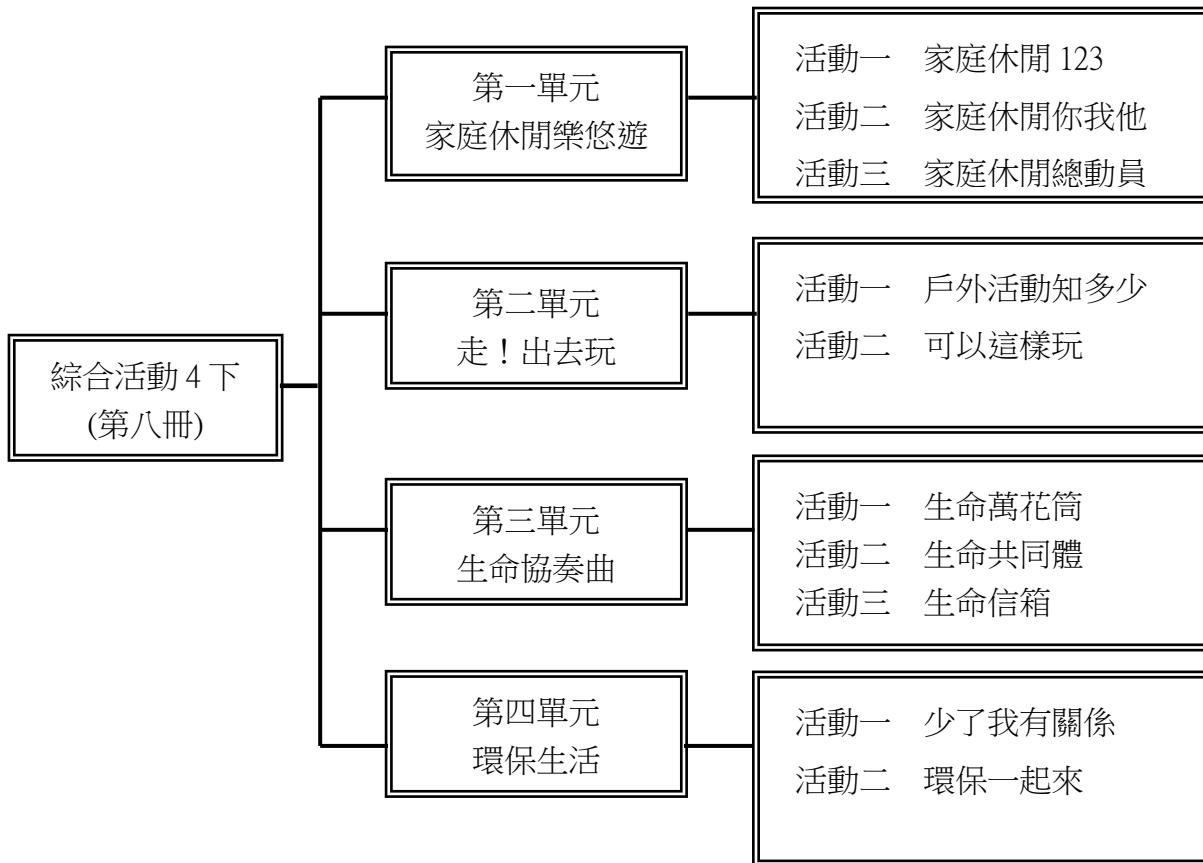 綜合活動 4 下
(第八冊)
第一單元
家庭休閒樂悠遊
活動一　家庭休閒 123
活動二　家庭休閒你我他
活動三　家庭休閒總動員
第二單元
走！出去玩
活動一　戶外活動知多少
活動二　可以這樣玩
第三單元
生命協奏曲
活動一　生命萬花筒
活動二　生命共同體
活動三　生命信箱
第四單元
環保生活
活動一　少了我有關係
活動二　環保一起來